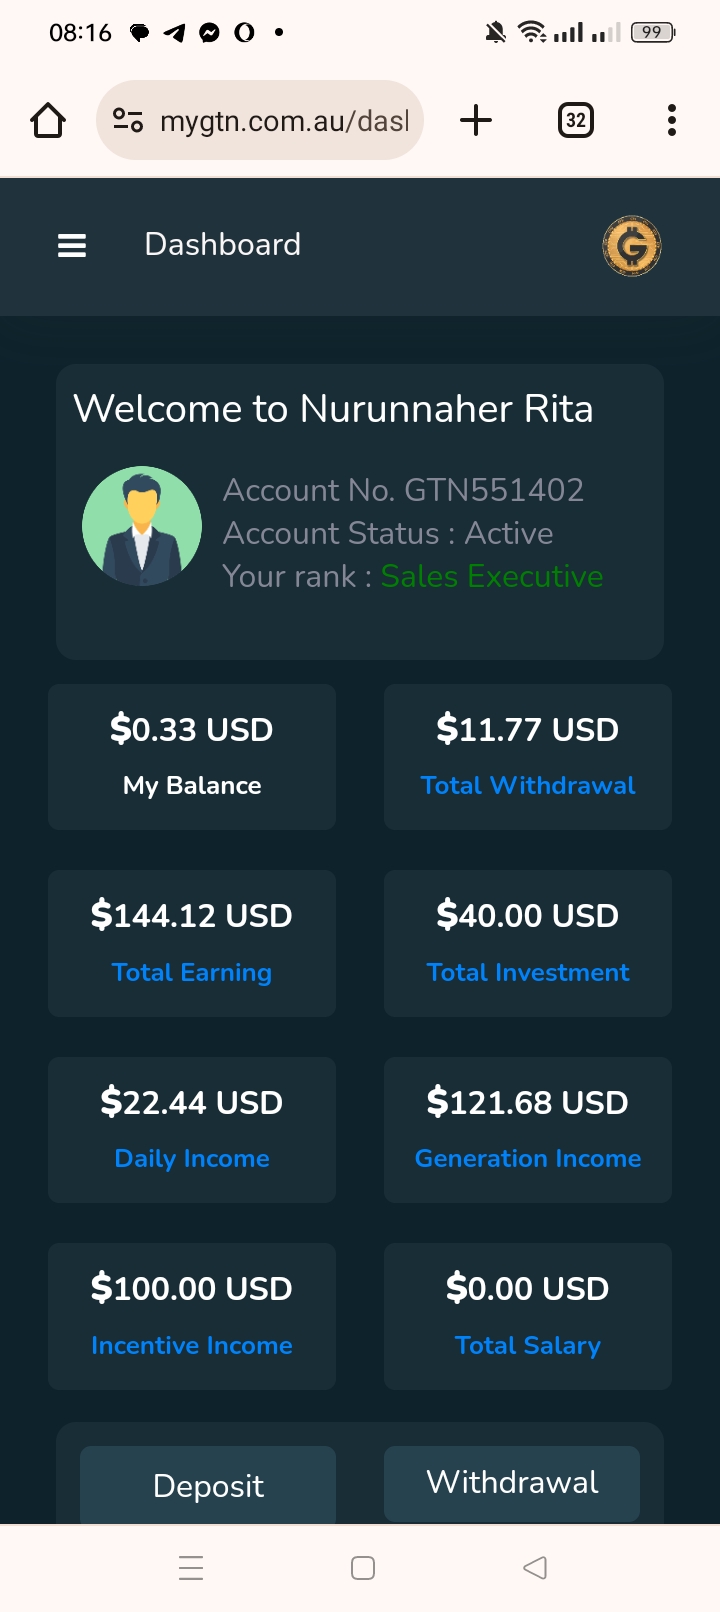 08:16
99
mygtn.com.au/dasl
32
Dashboard
G
Welcome to Nurunnaher Rita
Account No. GTN551402
Account Status : Active
Your rank : Sales Executive
$0.33 USD
My Balance
$11.77 USD
Total Withdrawal
$144.12 USD
Total Earning
$40.00 USD
Total Investment
$22.44 USD
Daily Income
$121.68 USD
Generation Income
$100.00 USD
Incentive Income
$0.00 USD
Total Salary
Deposit
Withdrawal